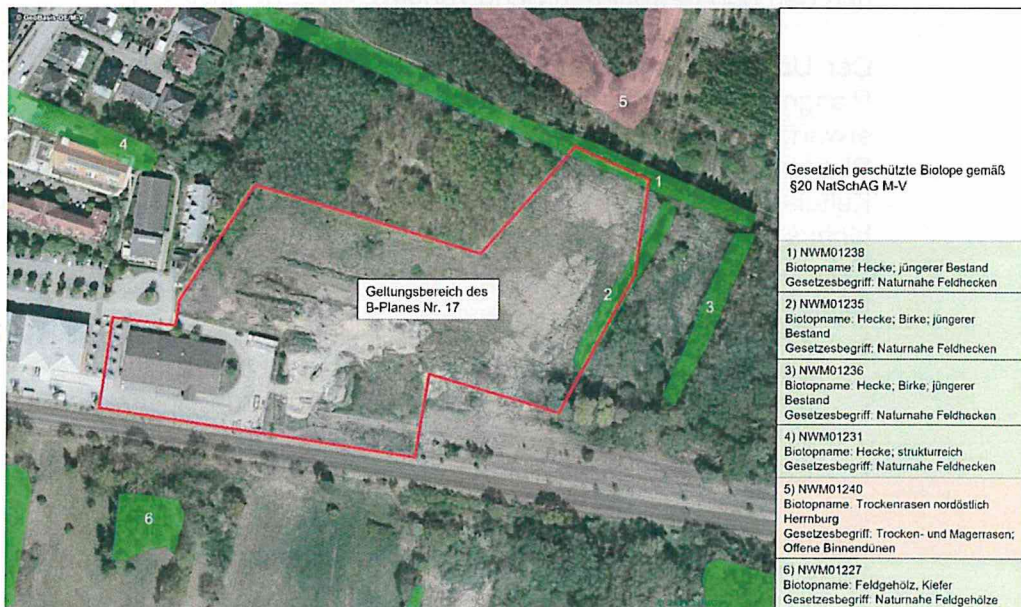 © GeoBasis-DE/M-V
4
5
1
2
3
6
Geltungsbereich des
B-Planes Nr. 17
Gesetzlich geschützte Biotope gemäß
§20 NatSchAG M-V
1) NWM01238
Biotopname: Hecke; jüngerer Bestand
Gesetzesbegriff: Naturnahe Feldhecken
2) NWM01235
Biotopname: Hecke; Birke; jüngerer
Bestand
Gesetzesbegriff: Naturnahe Feldhecken
3) NWM01236
Biotopname: Hecke; Birke; jüngerer
Bestand
Gesetzesbegriff: Naturnahe Feldhecken
4) NWM01231
Biotopname: Hecke; strukturreich
Gesetzesbegriff: Naturnahe Feldhecken
5) NWM01240
Biotopname: Trockenrasen nordöstlich
Herrnburg
Gesetzesbegriff: Trocken- und Magerrasen;
Offene Binnendünen
6) NWM01227
Biotopname: Feldgehölz, Kiefer
Gesetzesbegriff: Naturnahe Feldgehölze